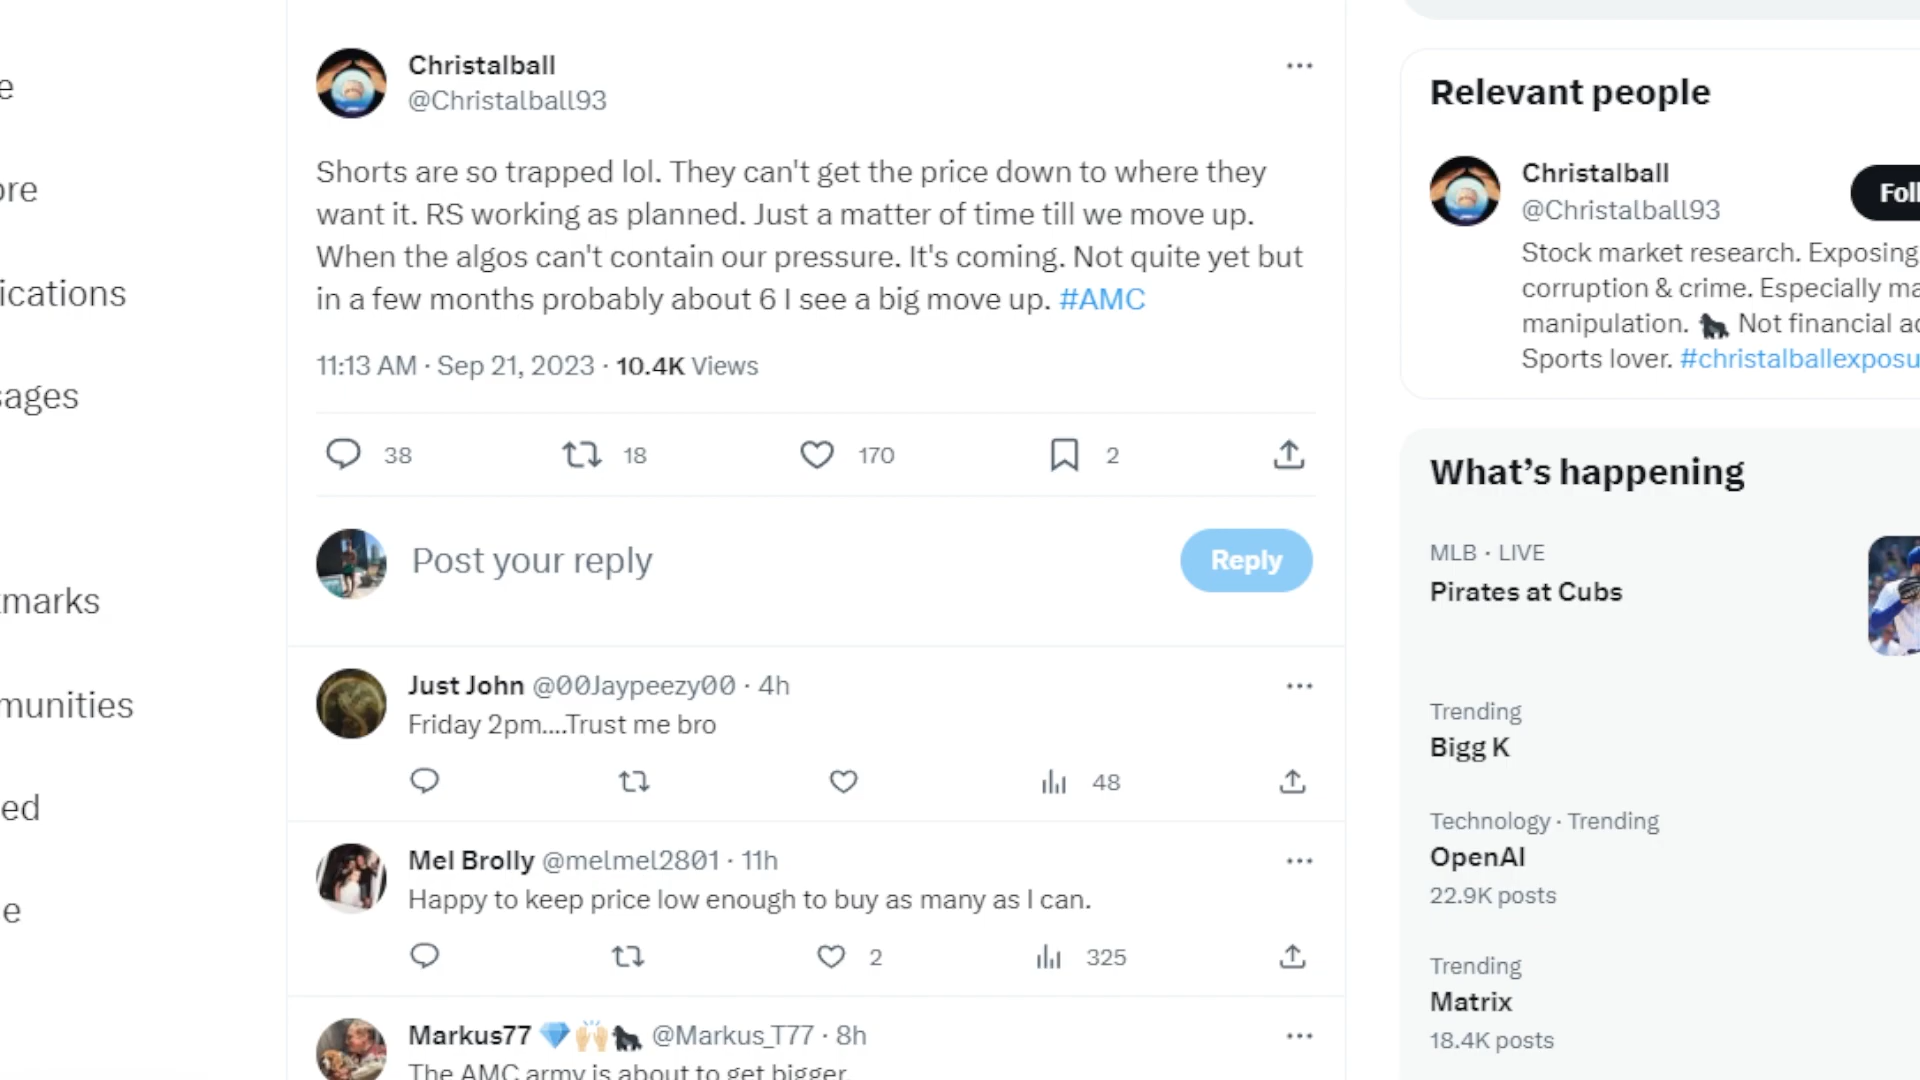 e
ore
ications
sages
kmarks
munities
ed
e
Christalball
@Christalball93
Shorts are so trapped lol. They can't get the price down to where they
want it. RS working as planned. Just a matter of time till we move up.
When the algos can't contain our pressure. It's coming. Not quite yet but
in a few months probably about 6 I see a big move up. #AMC
11:13 AM · Sep 21, 2023 · 10.4K Views
38 18 170 2
Post your reply
Reply
Just John @00Jaypeezy00 · 4h
Friday 2pm....Trust me bro
48
Mel Brolly @melmel2801 · 11h
Happy to keep price low enough to buy as many as I can.
2 325
Markus77 💎🙌🏻🦍 @Markus_T77 · 8h
The AMC army is about to get bigger.
Relevant people
Christalball
@Christalball93
Foll
Stock market research. Exposing
corruption & crime. Especially ma
manipulation. 🦍 Not financial ad
Sports lover. #christalballexposu
What's happening
MLB · LIVE
Pirates at Cubs
Trending
Bigg K
Technology · Trending
OpenAI
22.9K posts
Trending
Matrix
18.4K posts